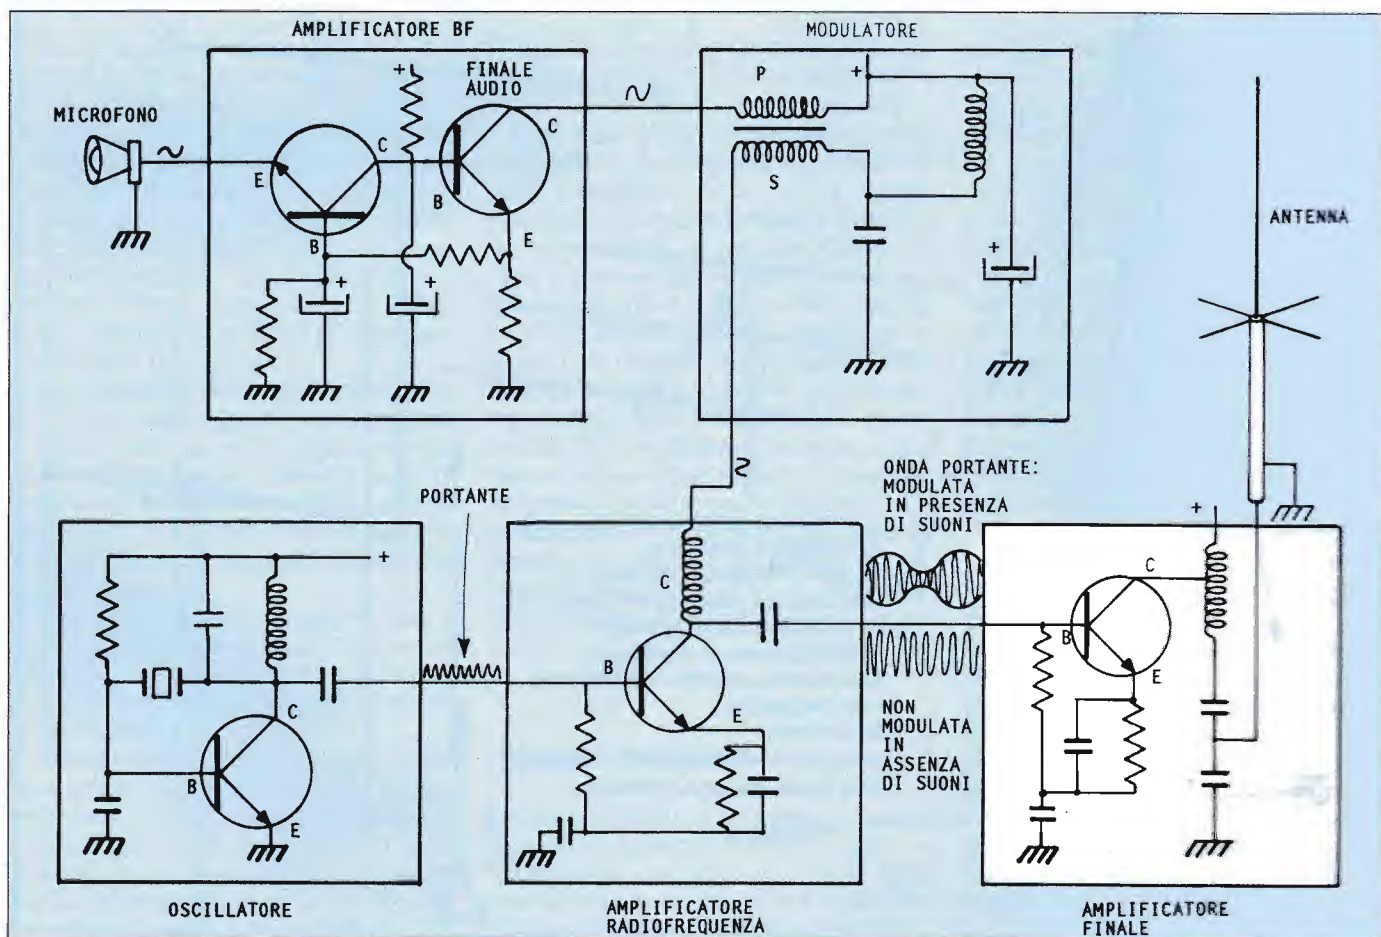 AMPLIFICATORE BF
MODULATORE
MICROFONO
E
B
C
+
+
FINALE
AUDIO
B
C
E
P
S
+
+
ANTENNA
PORTANTE
ONDA PORTANTE:
MODULATA
IN PRESENZA
DI SUONI
NON
MODULATA
IN
ASSENZA
DI SUONI
+
C
B
E
C
B
E
+
C
B
E
OSCILLATORE
AMPLIFICATORE
RADIOFREQUENZA
AMPLIFICATORE
FINALE